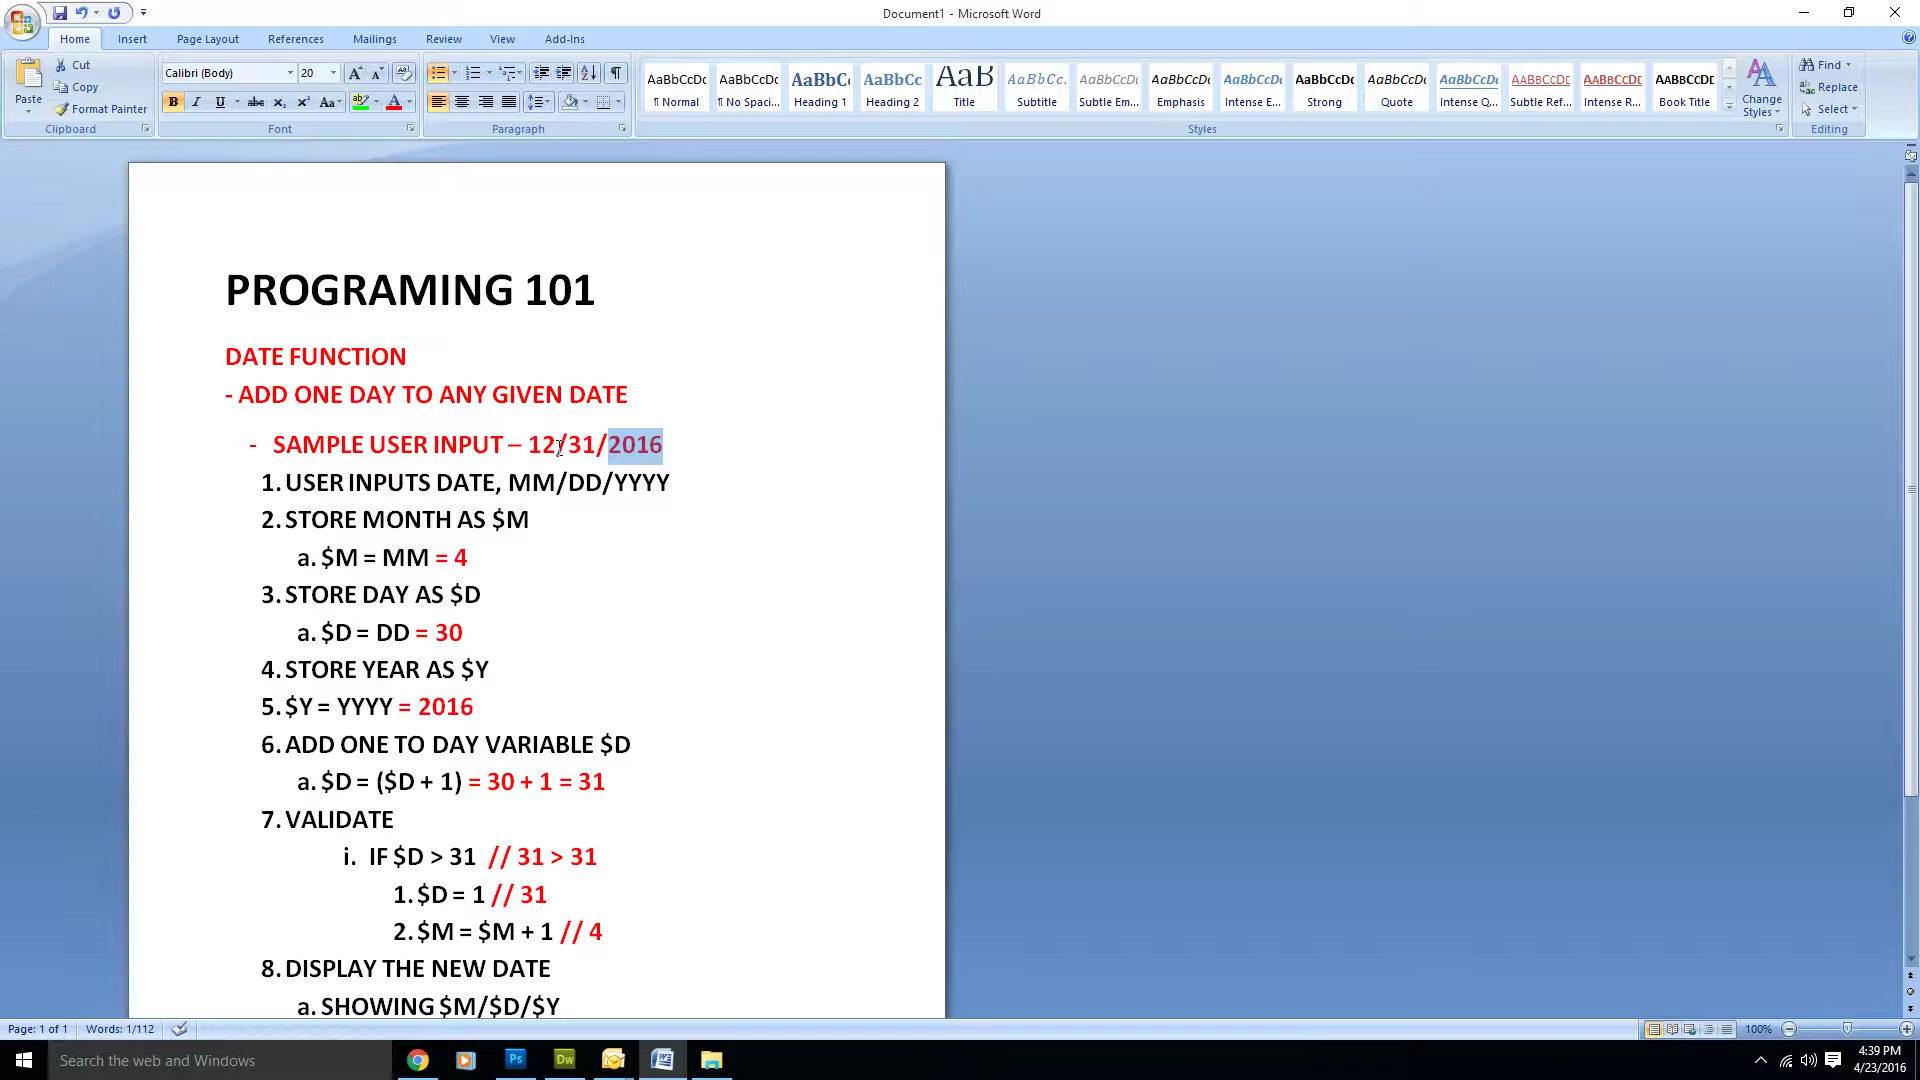 Document1 - Microsoft Word
Home Insert Page Layout References Mailings Review View Add-Ins
Paste
Cut
Copy
Format Painter
Clipboard
Calibri (Body) 20
Font
Paragraph
AaBbCcDc AaBbCcDc AaBbC AaBbCc AaB AaBbCc. AaBbCcDc AaBbCcDc AaBbCcDc AaBbCcDc AaBbCcDc AaBbCcDc AABBCCDD AABBCCDD AaBbCcDc
¶ Normal ¶ No Spaci... Heading 1 Heading 2 Title Subtitle Subtle Em... Emphasis Intense E... Strong Quote Intense Q... Subtle Ref... Intense R... Book Title
Change Styles
Styles
Find
Replace
Select
Editing
PROGRAMING 101
DATE FUNCTION
- ADD ONE DAY TO ANY GIVEN DATE
- SAMPLE USER INPUT – 12/31/2016
1. USER INPUTS DATE, MM/DD/YYYY
2. STORE MONTH AS $M
a. $M = MM = 4
3. STORE DAY AS $D
a. $D = DD = 30
4. STORE YEAR AS $Y
5. $Y = YYYY = 2016
6. ADD ONE TO DAY VARIABLE $D
a. $D = ($D + 1) = 30 + 1 = 31
7. VALIDATE
i. IF $D > 31 // 31 > 31
1. $D = 1 // 31
2. $M = $M + 1 // 4
8. DISPLAY THE NEW DATE
a. SHOWING $M/$D/$Y
Page: 1 of 1 Words: 1/112 100%
Search the web and Windows
Ps Dw
4:39 PM
4/23/2016